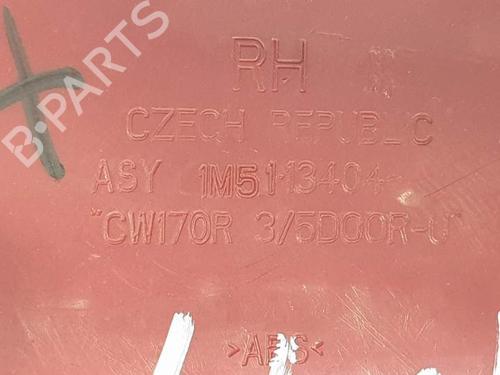 B-PARTS
RH
CZECH REPUBLIC
ASY 1M51-13404-
"CW170R 3/5DOOR-U"
>ABS<